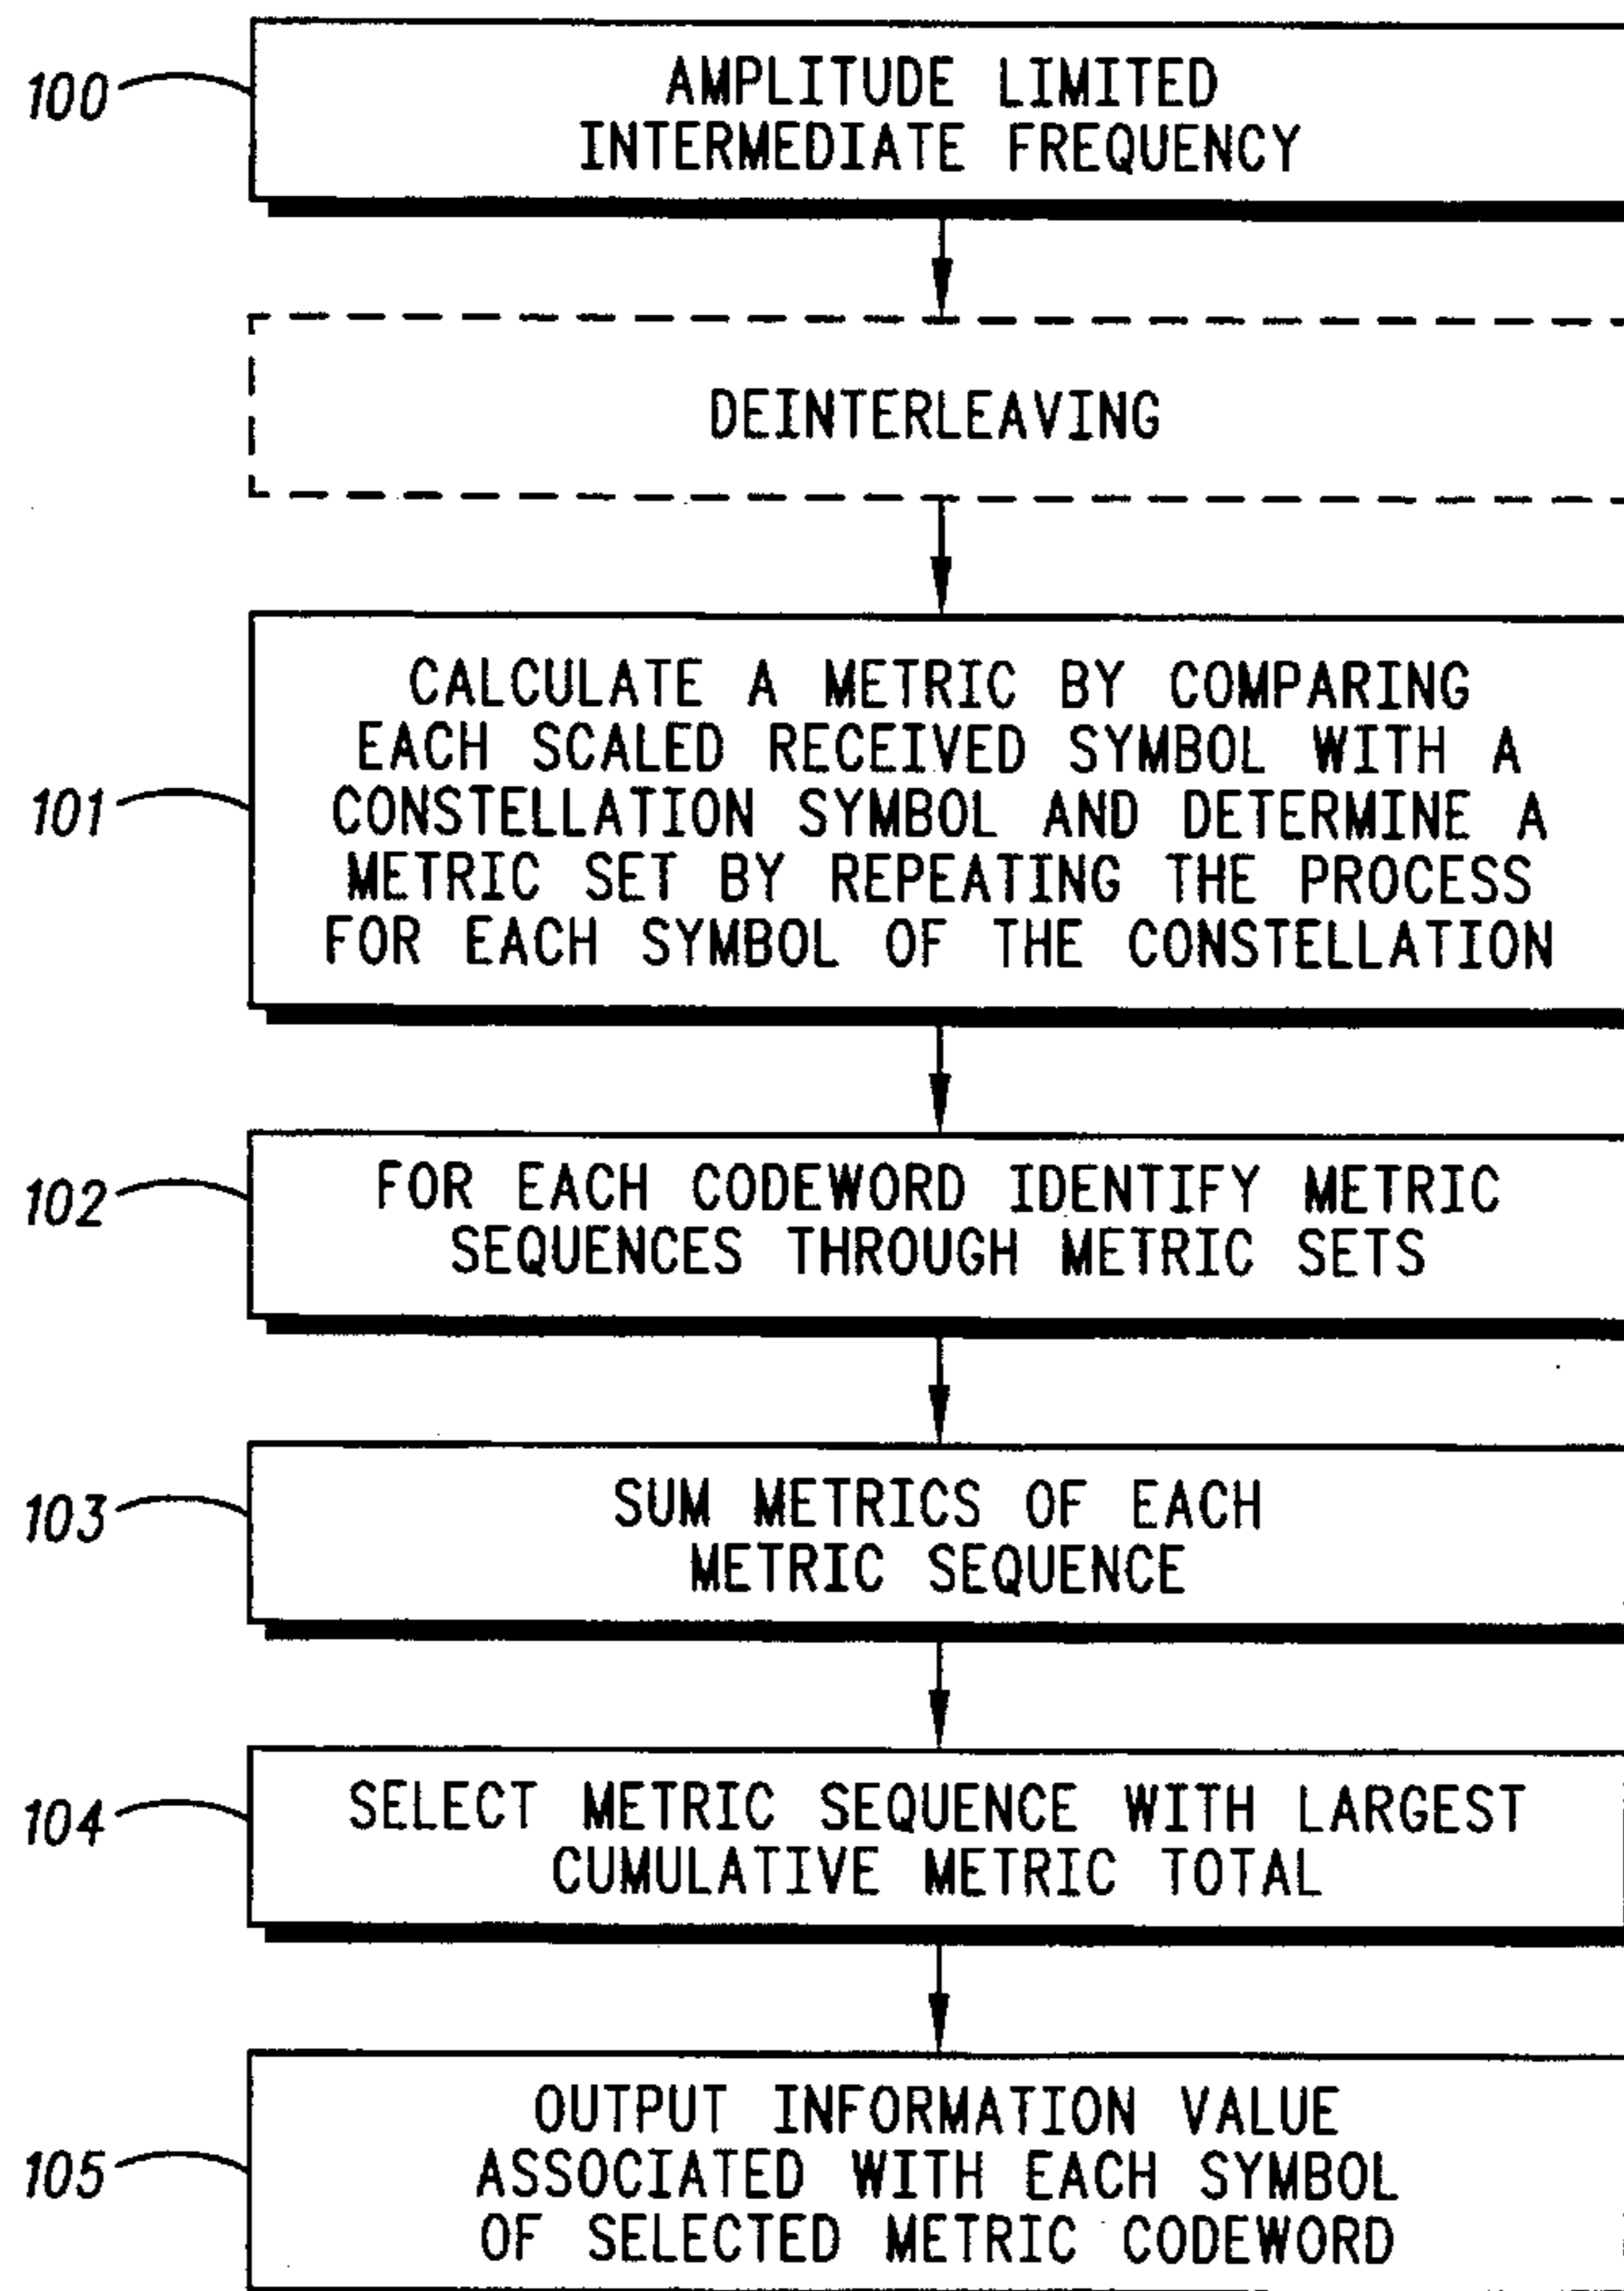 100
AMPLITUDE LIMITED
INTERMEDIATE FREQUENCY
DEINTERLEAVING
101
CALCULATE A METRIC BY COMPARING
EACH SCALED RECEIVED SYMBOL WITH A
CONSTELLATION SYMBOL AND DETERMINE A
METRIC SET BY REPEATING THE PROCESS
FOR EACH SYMBOL OF THE CONSTELLATION
102
FOR EACH CODEWORD IDENTIFY METRIC
SEQUENCES THROUGH METRIC SETS
103
SUM METRICS OF EACH
METRIC SEQUENCE
104
SELECT METRIC SEQUENCE WITH LARGEST
CUMULATIVE METRIC TOTAL
105
OUTPUT INFORMATION VALUE
ASSOCIATED WITH EACH SYMBOL
OF SELECTED METRIC CODEWORD